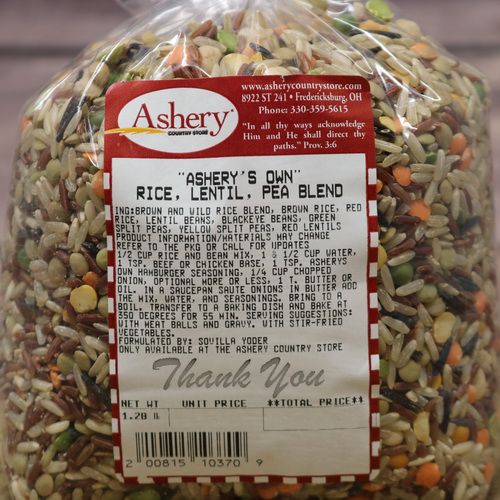 Ashery
COUNTRY STORE
www.asherycountrystore.com
8922 ST 241 • Fredericksburg, OH
Phone: 330-359-5615
"In all thy ways acknowledge
Him and He shall direct thy
paths." Prov. 3:6
"ASHERY'S OWN"
RICE, LENTIL, PEA BLEND
ING:BROWN AND WILD RICE BLEND, BROWN RICE, RED
RICE, LENTIL BEANS, BLACKEYE BEANS, GREEN
SPLIT PEAS, YELLOW SPLIT PEAS, RED LENTILS
PRODUCT INFORMATION/MATERIALS MAY CHANGE
REFER TO THE PKG OR CALL FOR UPDATES
1/2 CUP RICE AND BEAN MIX, 1 & 1/2 CUP WATER,
1 TSP. BEEF OR CHICKEN BASE, 1 TSP. ASHERYS
OWN HAMBURGER SEASONING, 1/4 CUP CHOPPED
ONION, OPTIONAL MORE OR LESS, 1 T. BUTTER OR
OIL. IN A SAUCEPAN SAUTE ONIONS IN BUTTER ADD
THE MIX, WATER, AND SEASONINGS. BRING TO A
BOIL. TRANSFER TO A BAKING DISH AND BAKE AT
350 DEGREES FOR 55 MIN. SERVING SUGGESTIONS:
WITH MEAT BALLS AND GRAVY. WITH STIR-FRIED
VEGETABLES.
FORMULATED BY: SOVILLA YODER
ONLY AVAILABLE AT THE ASHERY COUNTRY STORE
Thank You
NET WT UNIT PRICE **TOTAL PRICE**
1.20 lb
2 00815 10370 9